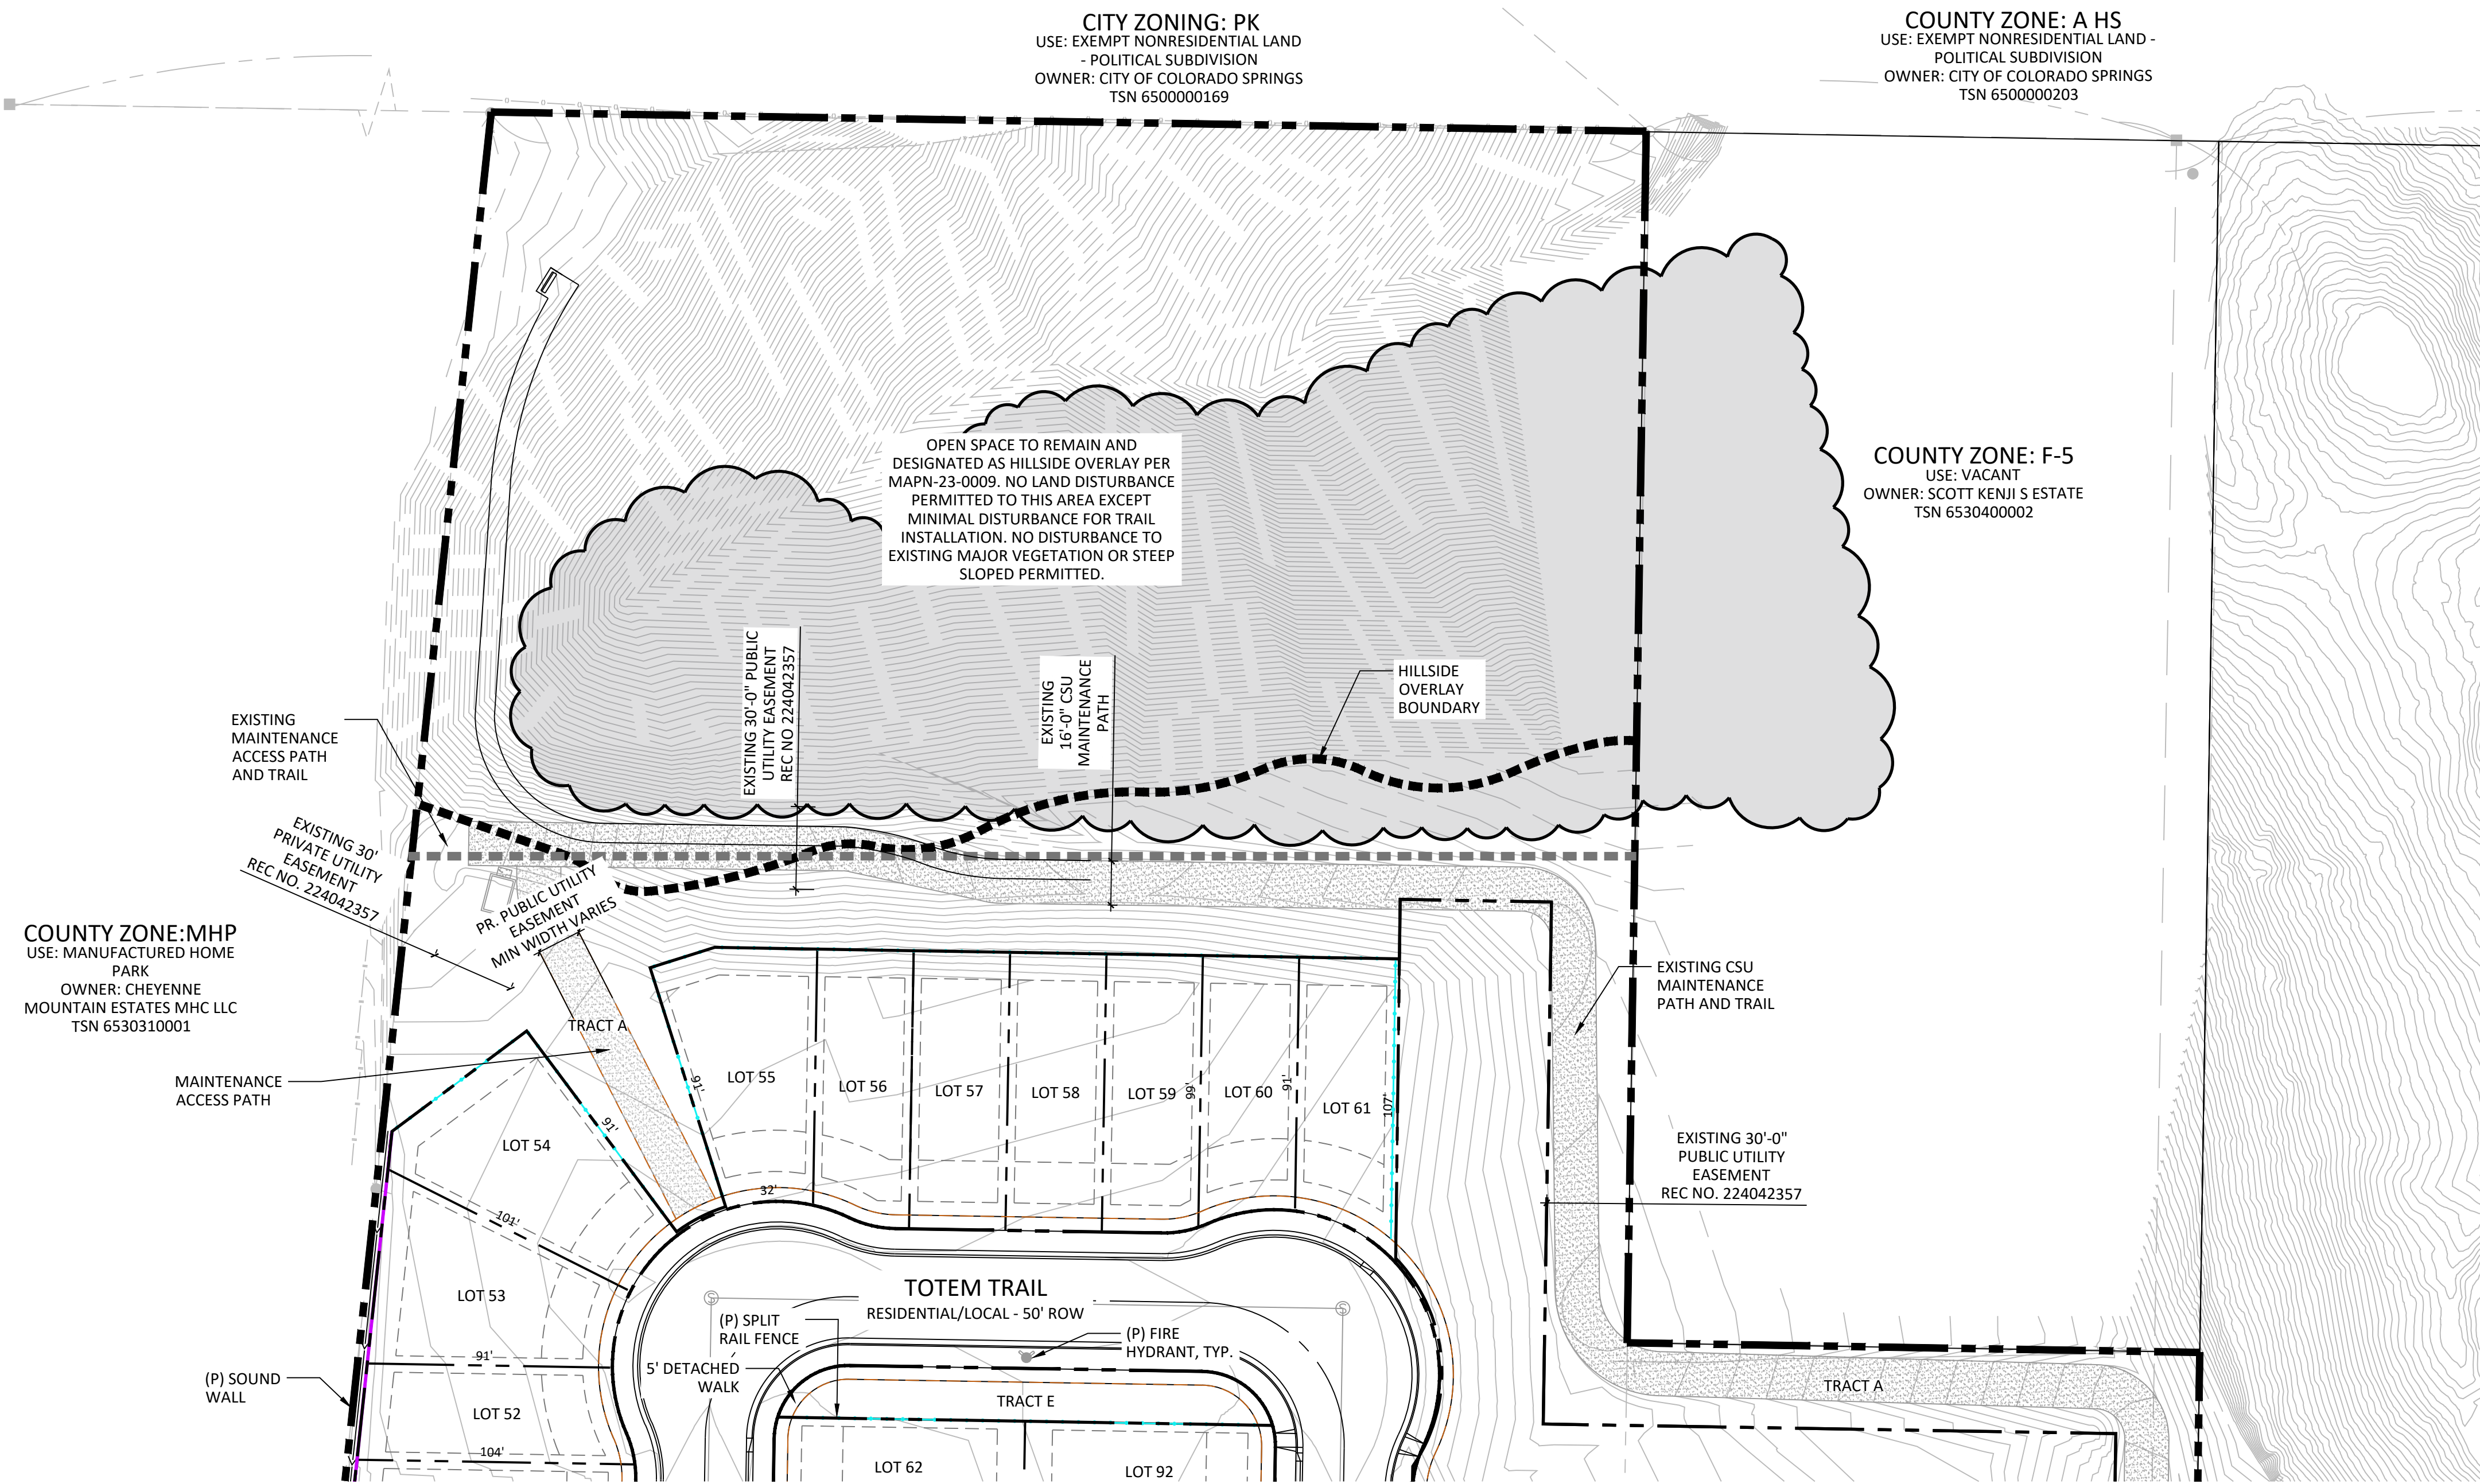 CITY ZONING: PK
USE: EXEMPT NONRESIDENTIAL LAND
- POLITICAL SUBDIVISION
OWNER: CITY OF COLORADO SPRINGS
TSN 6500000169
COUNTY ZONE: A HS
USE: EXEMPT NONRESIDENTIAL LAND -
POLITICAL SUBDIVISION
OWNER: CITY OF COLORADO SPRINGS
TSN 6500000203
OPEN SPACE TO REMAIN AND
DESIGNATED AS HILLSIDE OVERLAY PER
MAPN-23-0009. NO LAND DISTURBANCE
PERMITTED TO THIS AREA EXCEPT
MINIMAL DISTURBANCE FOR TRAIL
INSTALLATION. NO DISTURBANCE TO
EXISTING MAJOR VEGETATION OR STEEP
SLOPED PERMITTED.
COUNTY ZONE: F-5
USE: VACANT
OWNER: SCOTT KENJI S ESTATE
TSN 6530400002
EXISTING 30'-0" PUBLIC
UTILITY EASEMENT
REC NO 224042357
EXISTING
16'-0" CSU
MAINTENANCE
PATH
HILLSIDE
OVERLAY
BOUNDARY
EXISTING
MAINTENANCE
ACCESS PATH
AND TRAIL
EXISTING 30'
PRIVATE UTILITY
EASEMENT
REC NO. 224042357
PR. PUBLIC UTILITY
EASEMENT
MIN WIDTH VARIES
COUNTY ZONE:MHP
USE: MANUFACTURED HOME
PARK
OWNER: CHEYENNE
MOUNTAIN ESTATES MHC LLC
TSN 6530310001
EXISTING CSU
MAINTENANCE
PATH AND TRAIL
TRACT A
MAINTENANCE
ACCESS PATH
91'
LOT 55
LOT 56
LOT 57
LOT 58
LOT 59
99'
LOT 60
91'
LOT 61
107'
LOT 54
91'
EXISTING 30'-0"
PUBLIC UTILITY
EASEMENT
REC NO. 224042357
32'
101'
LOT 53
TOTEM TRAIL
RESIDENTIAL/LOCAL - 50' ROW
(P) SPLIT
RAIL FENCE
(P) FIRE
HYDRANT, TYP.
91'
5' DETACHED
WALK
(P) SOUND
WALL
TRACT E
TRACT A
LOT 52
104'
LOT 62
LOT 92
S
S